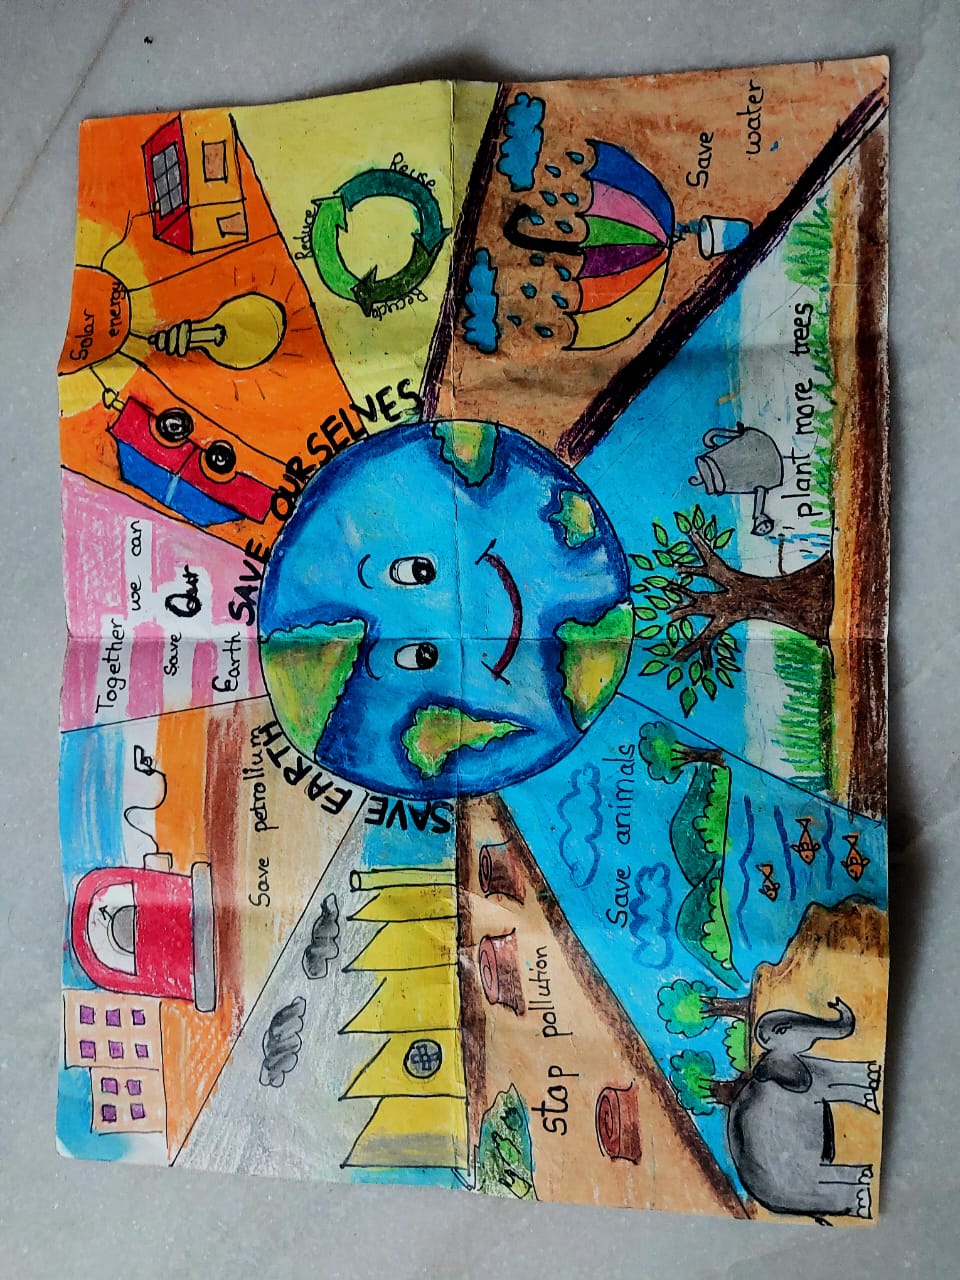 Together
we can
Save Our
Earth
Solar
energy
Save petrolium
SAVE EARTH SAVE OURSELVES
Reduce
Reuse
Recycle
Stop pollution
Save
water
Save animals
plant more trees